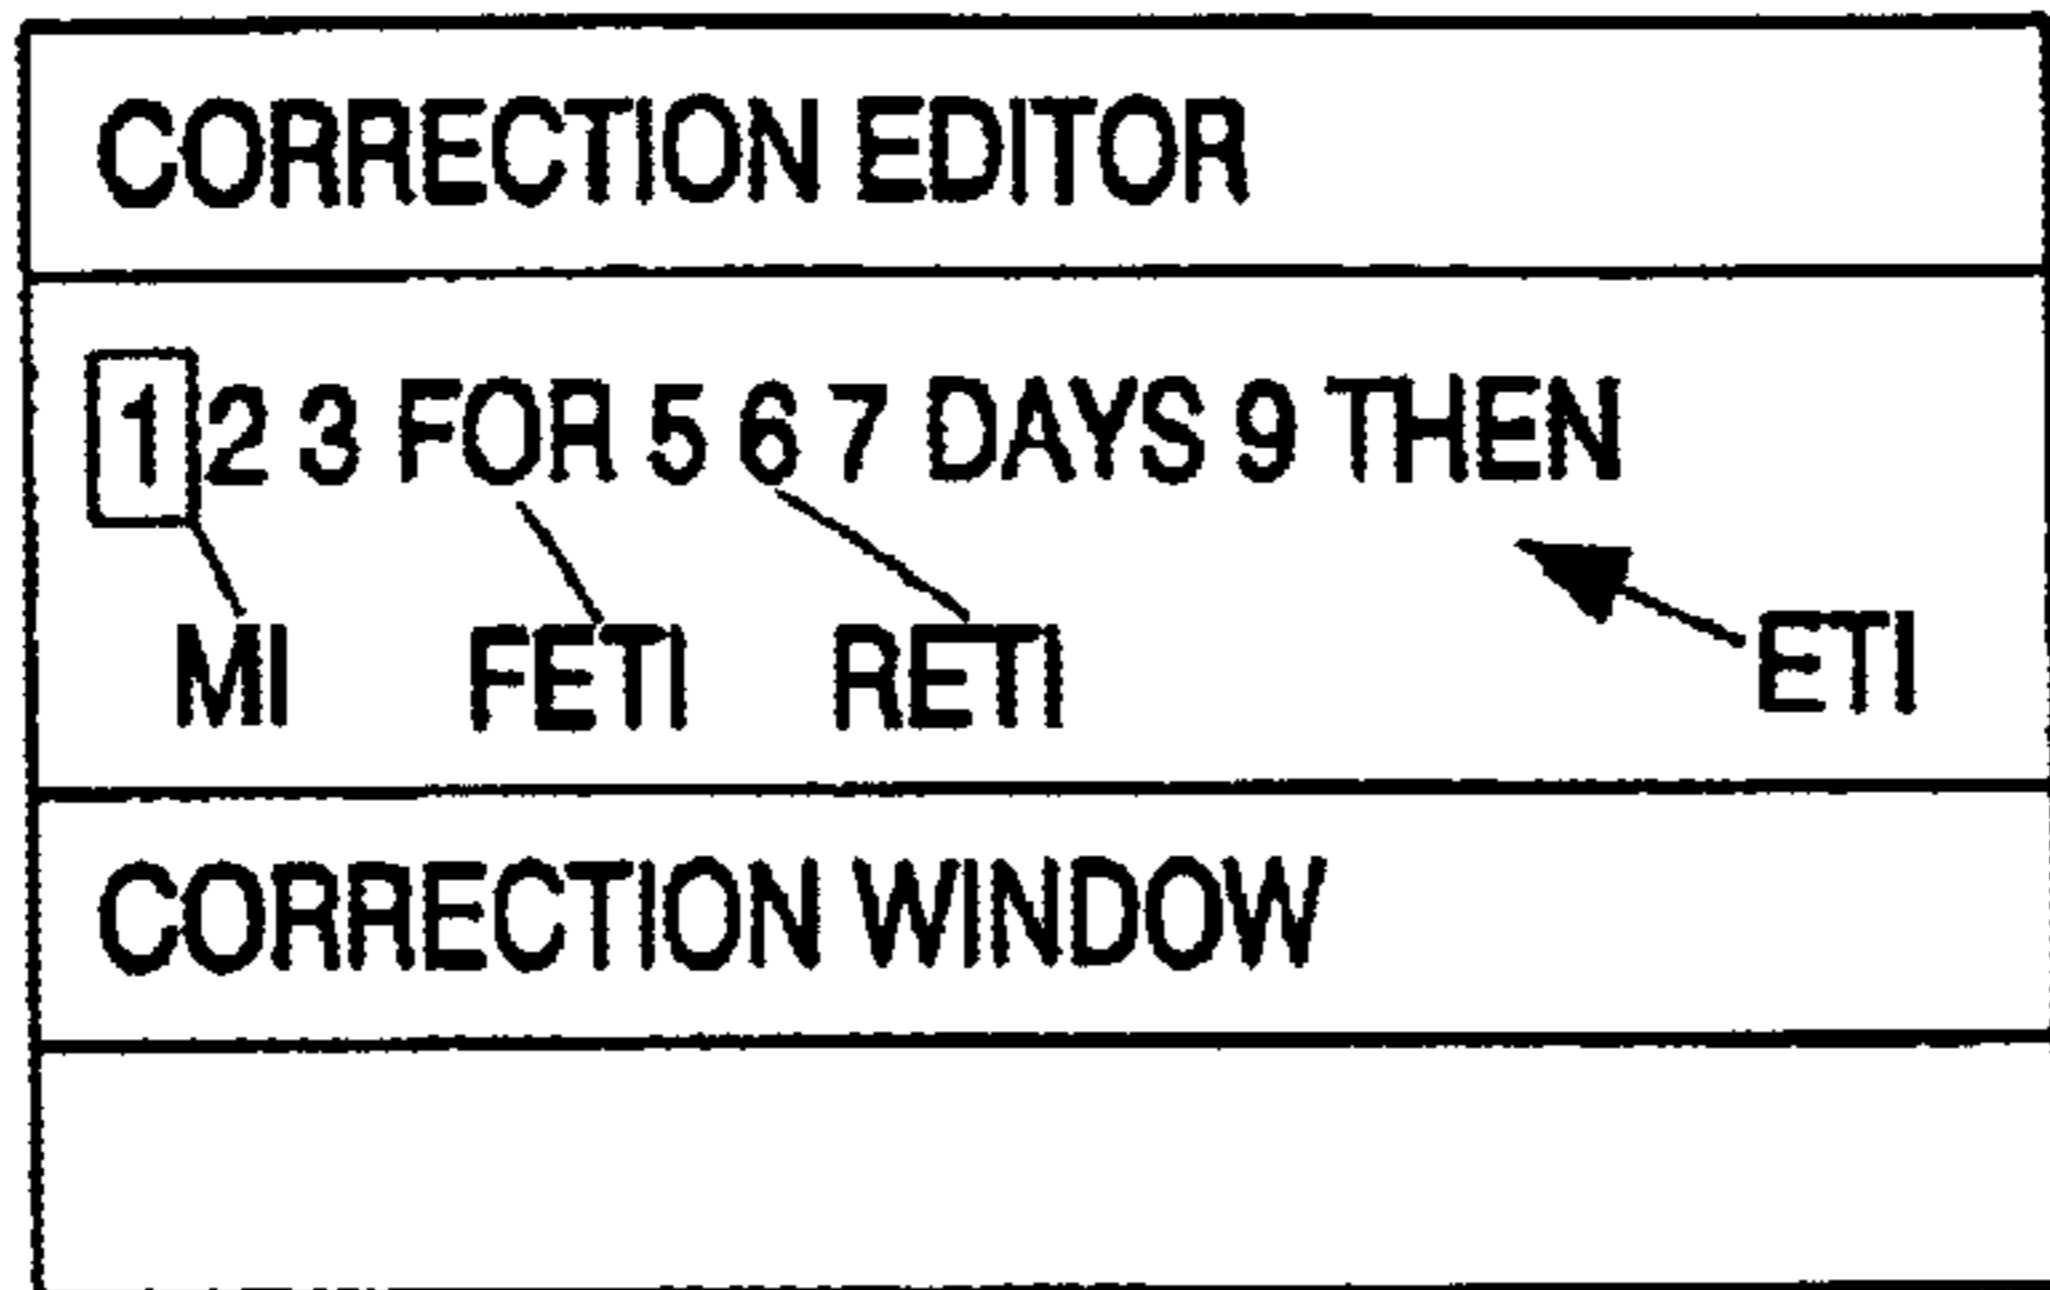 CORRECTION EDITOR
1 2 3 FOR 5 6 7 DAYS 9 THEN
MI FETI RETI ETI
CORRECTION WINDOW